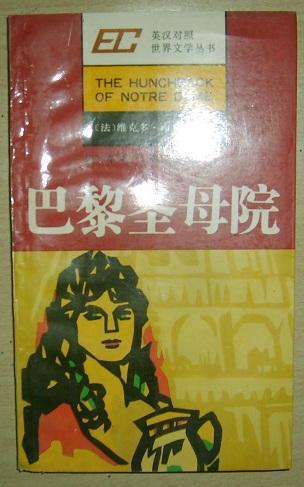 EC
英汉对照
世界文学丛书
THE HUNCHBACK
OF NOTRE DAME
(法)维克多·
巴黎圣母院